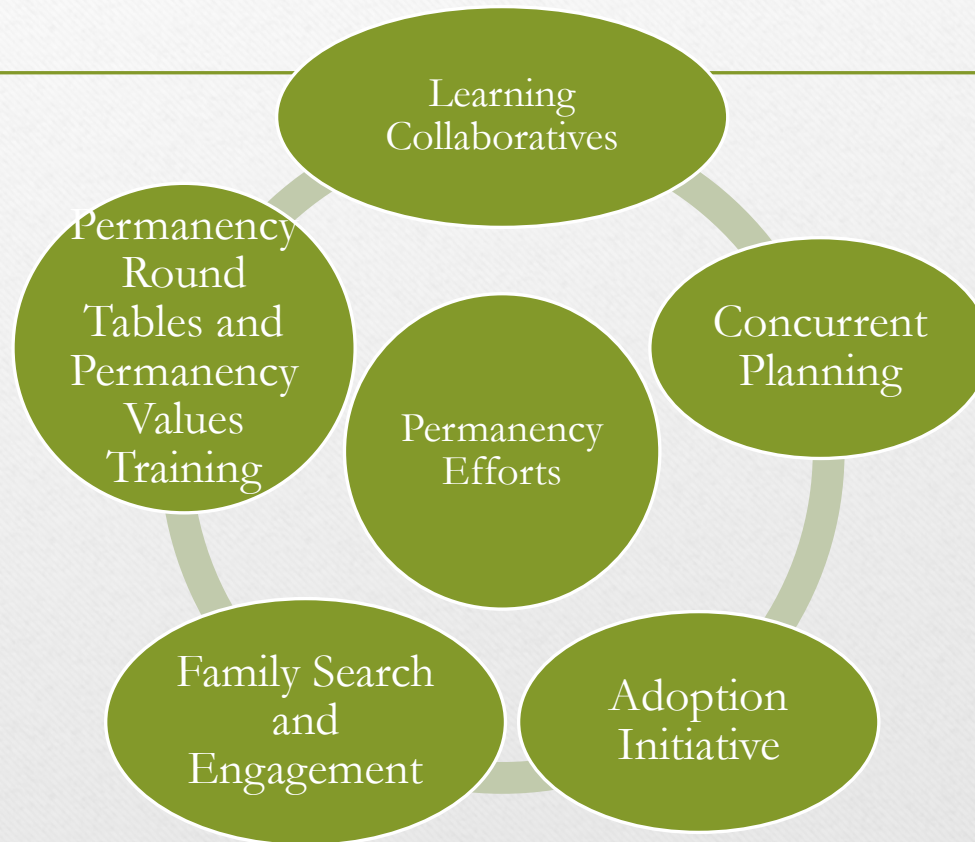 Learning
Collaboratives
Concurrent
Planning
Adoption
Initiative
Family Search
and
Engagement
Permanency
Round
Tables and
Permanency
Values
Training
Permanency
Efforts